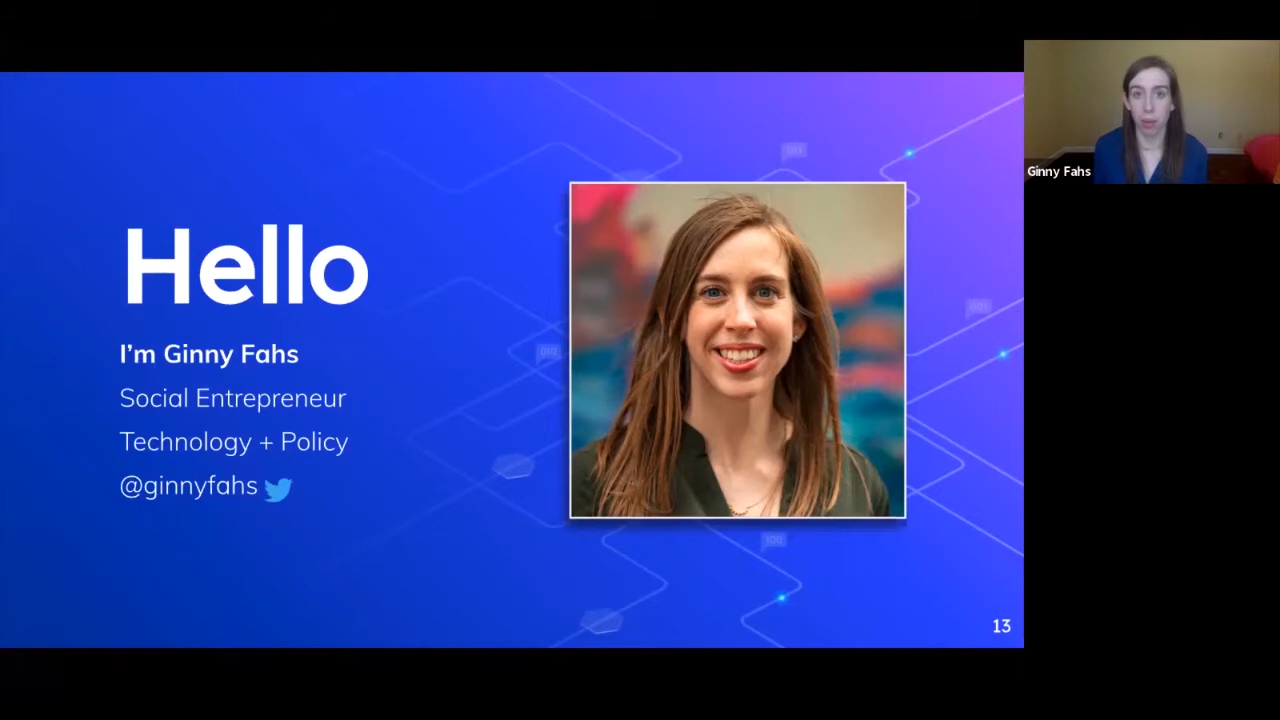 Hello
I'm Ginny Fahs
Social Entrepreneur
Technology + Policy
@ginnyfahs
13
Ginny Fahs